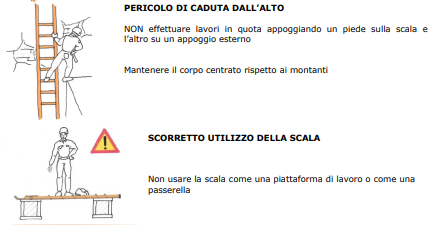 PERICOLO DI CADUTA DALL'ALTO
NON effettuare lavori in quota appoggiando un piede sulla scala e
l'altro su un appoggio esterno
Mantenere il corpo centrato rispetto ai montanti
SCORRETTO UTILIZZO DELLA SCALA
Non usare la scala come una piattaforma di lavoro o come una
passerella